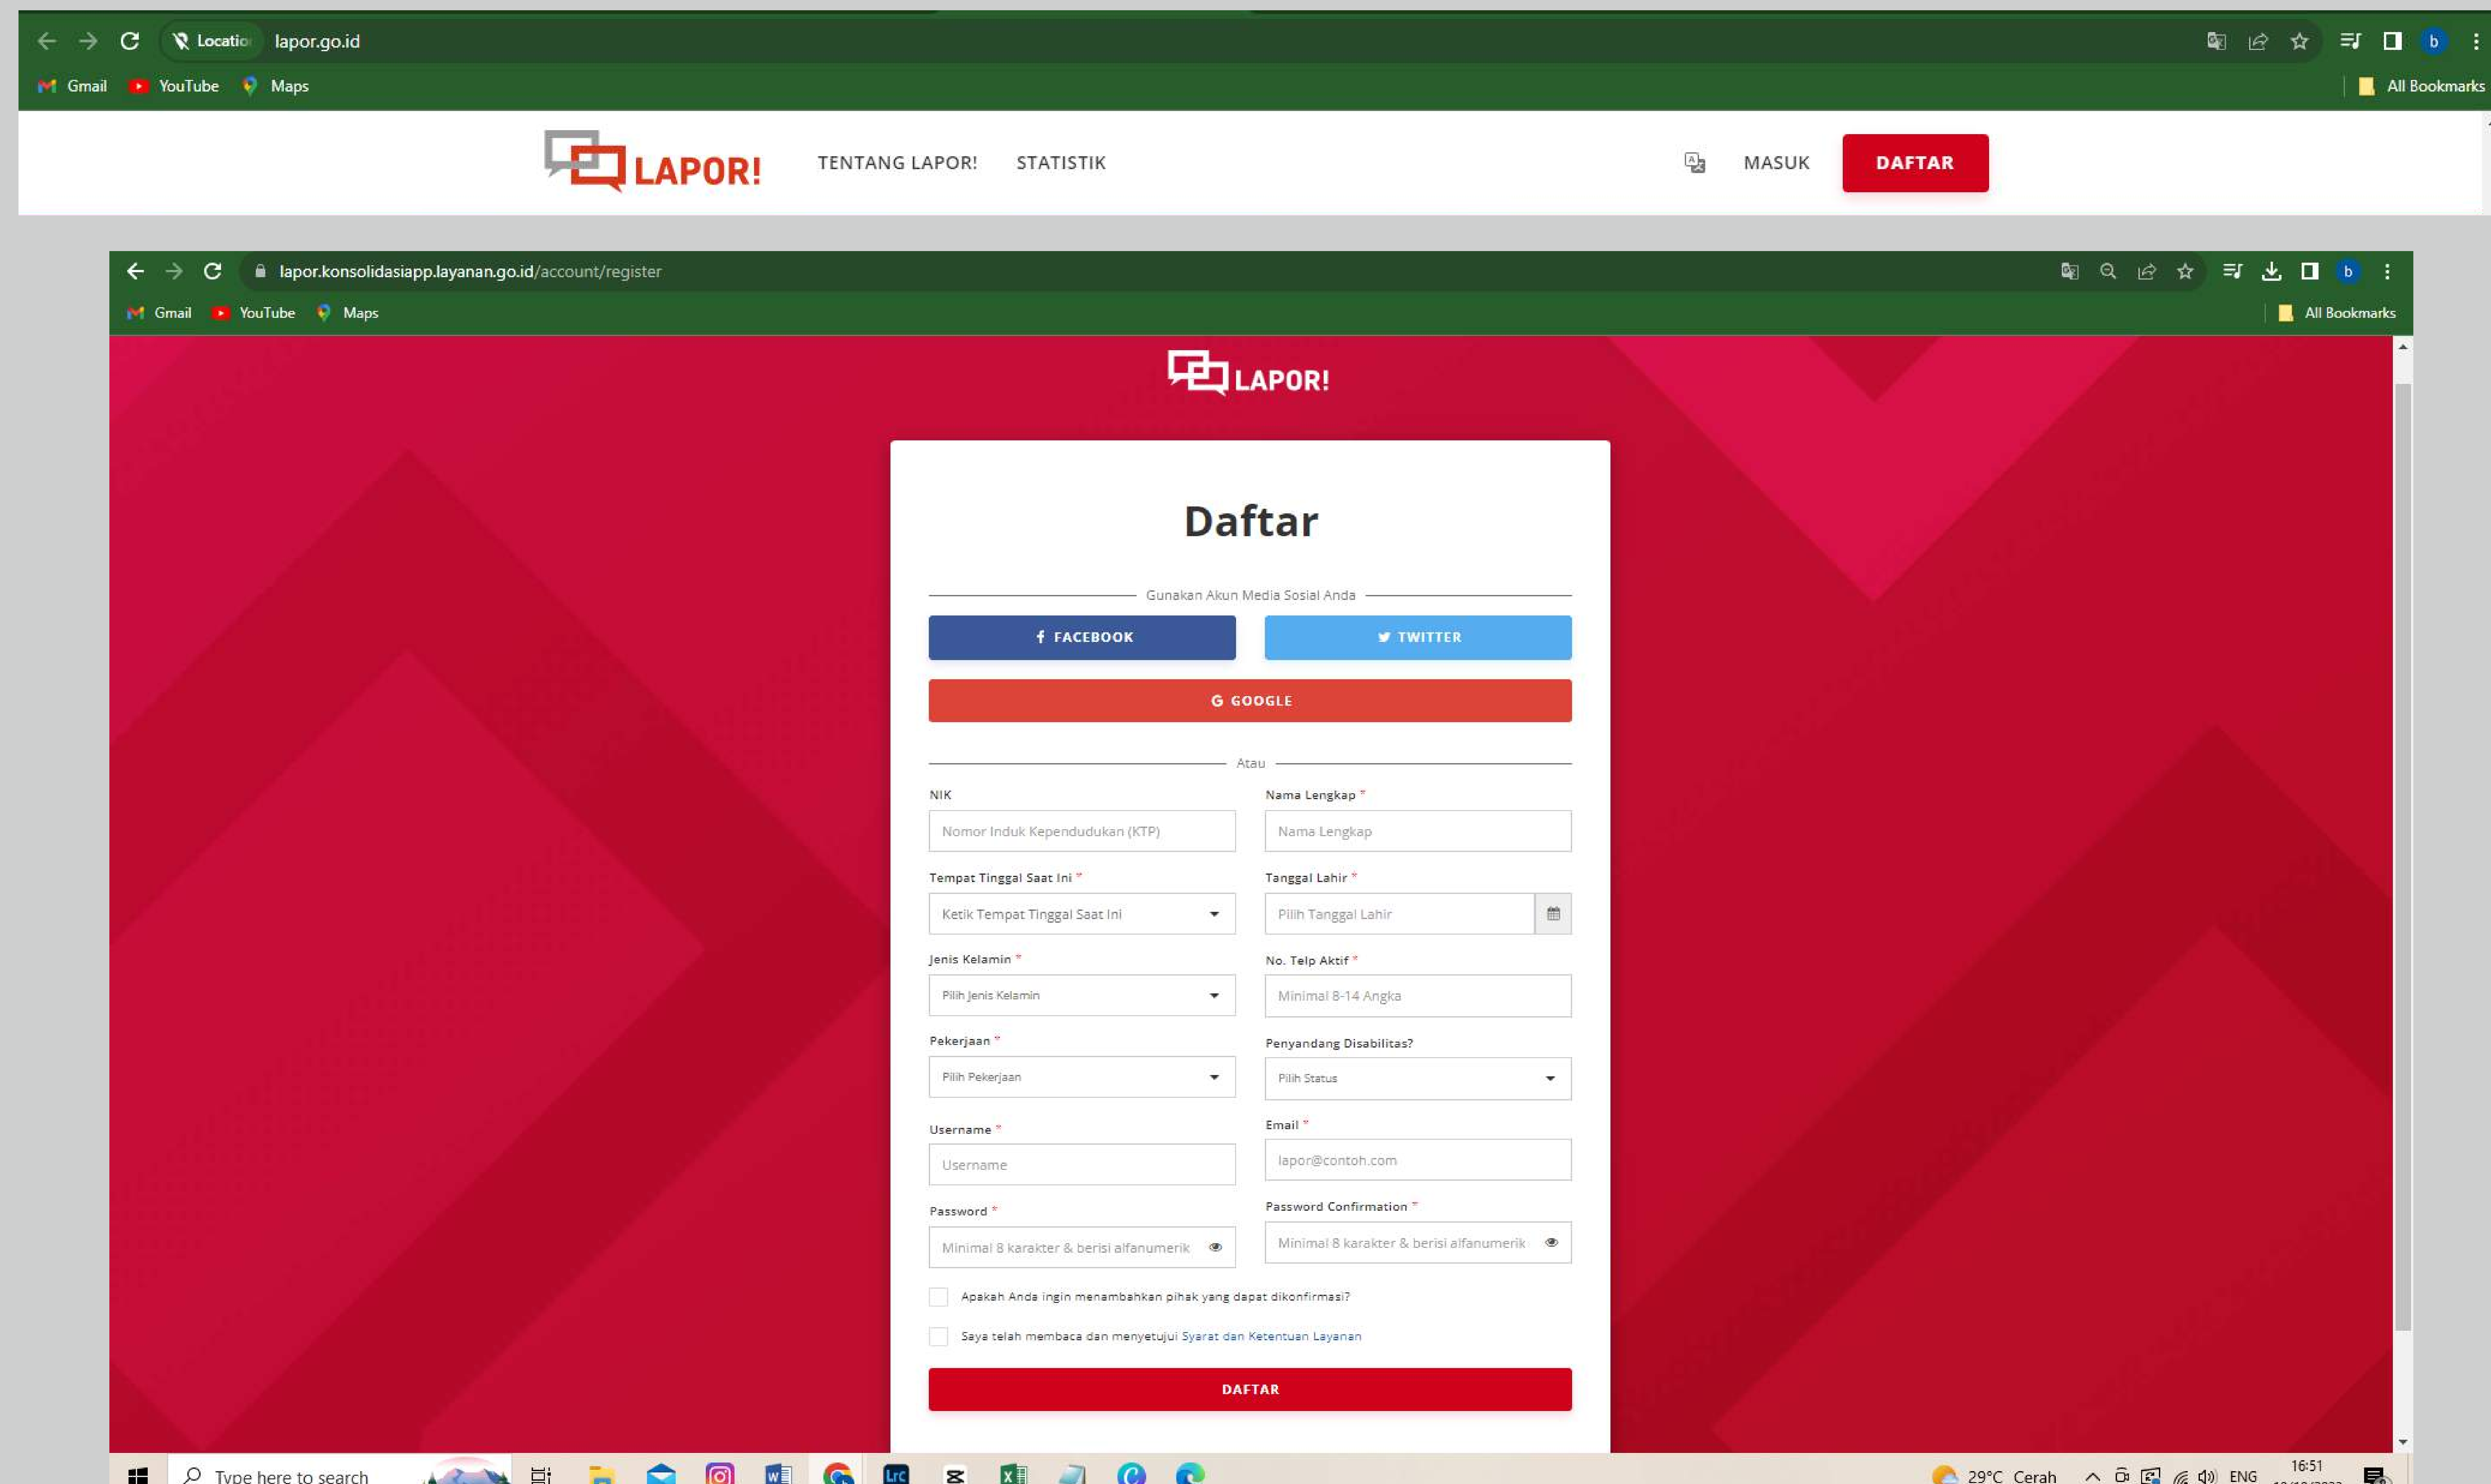 Locatio lapor.go.id
b
Gmail YouTube Maps All Bookmarks
LAPOR! TENTANG LAPOR! STATISTIK MASUK DAFTAR
lapor.konsolidasiapp.layanan.go.id/account/register
b
Gmail YouTube Maps All Bookmarks
LAPOR!
Daftar
Gunakan Akun Media Sosial Anda
FACEBOOK TWITTER
G GOOGLE
Atau
NIK Nama Lengkap *
Nomor Induk Kependudukan (KTP) Nama Lengkap
Tempat Tinggal Saat Ini * Tanggal Lahir *
Ketik Tempat Tinggal Saat Ini Pilih Tanggal Lahir
Jenis Kelamin * No. Telp Aktif *
Pilih Jenis Kelamin Minimal 8-14 Angka
Pekerjaan * Penyandang Disabilitas?
Pilih Pekerjaan Pilih Status
Username * Email *
Username lapor@contoh.com
Password * Password Confirmation *
Minimal 8 karakter & berisi alfanumerik Minimal 8 karakter & berisi alfanumerik
Apakah Anda ingin menambahkan pihak yang dapat dikonfirmasi?
Saya telah membaca dan menyetujui Syarat dan Ketentuan Layanan
DAFTAR
Type here to search Lrc 29°C Cerah ENG 16:51